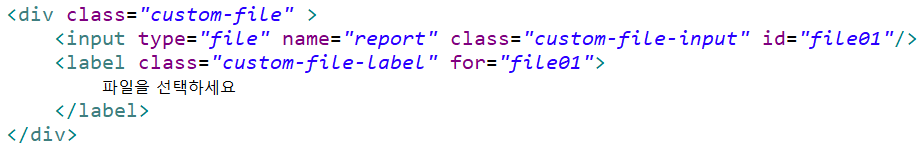 <div class="custom-file" >
    <input type="file" name="report" class="custom-file-input" id="file01"/>
    <label class="custom-file-label" for="file01">
        파일을 선택하세요
    </label>
</div>